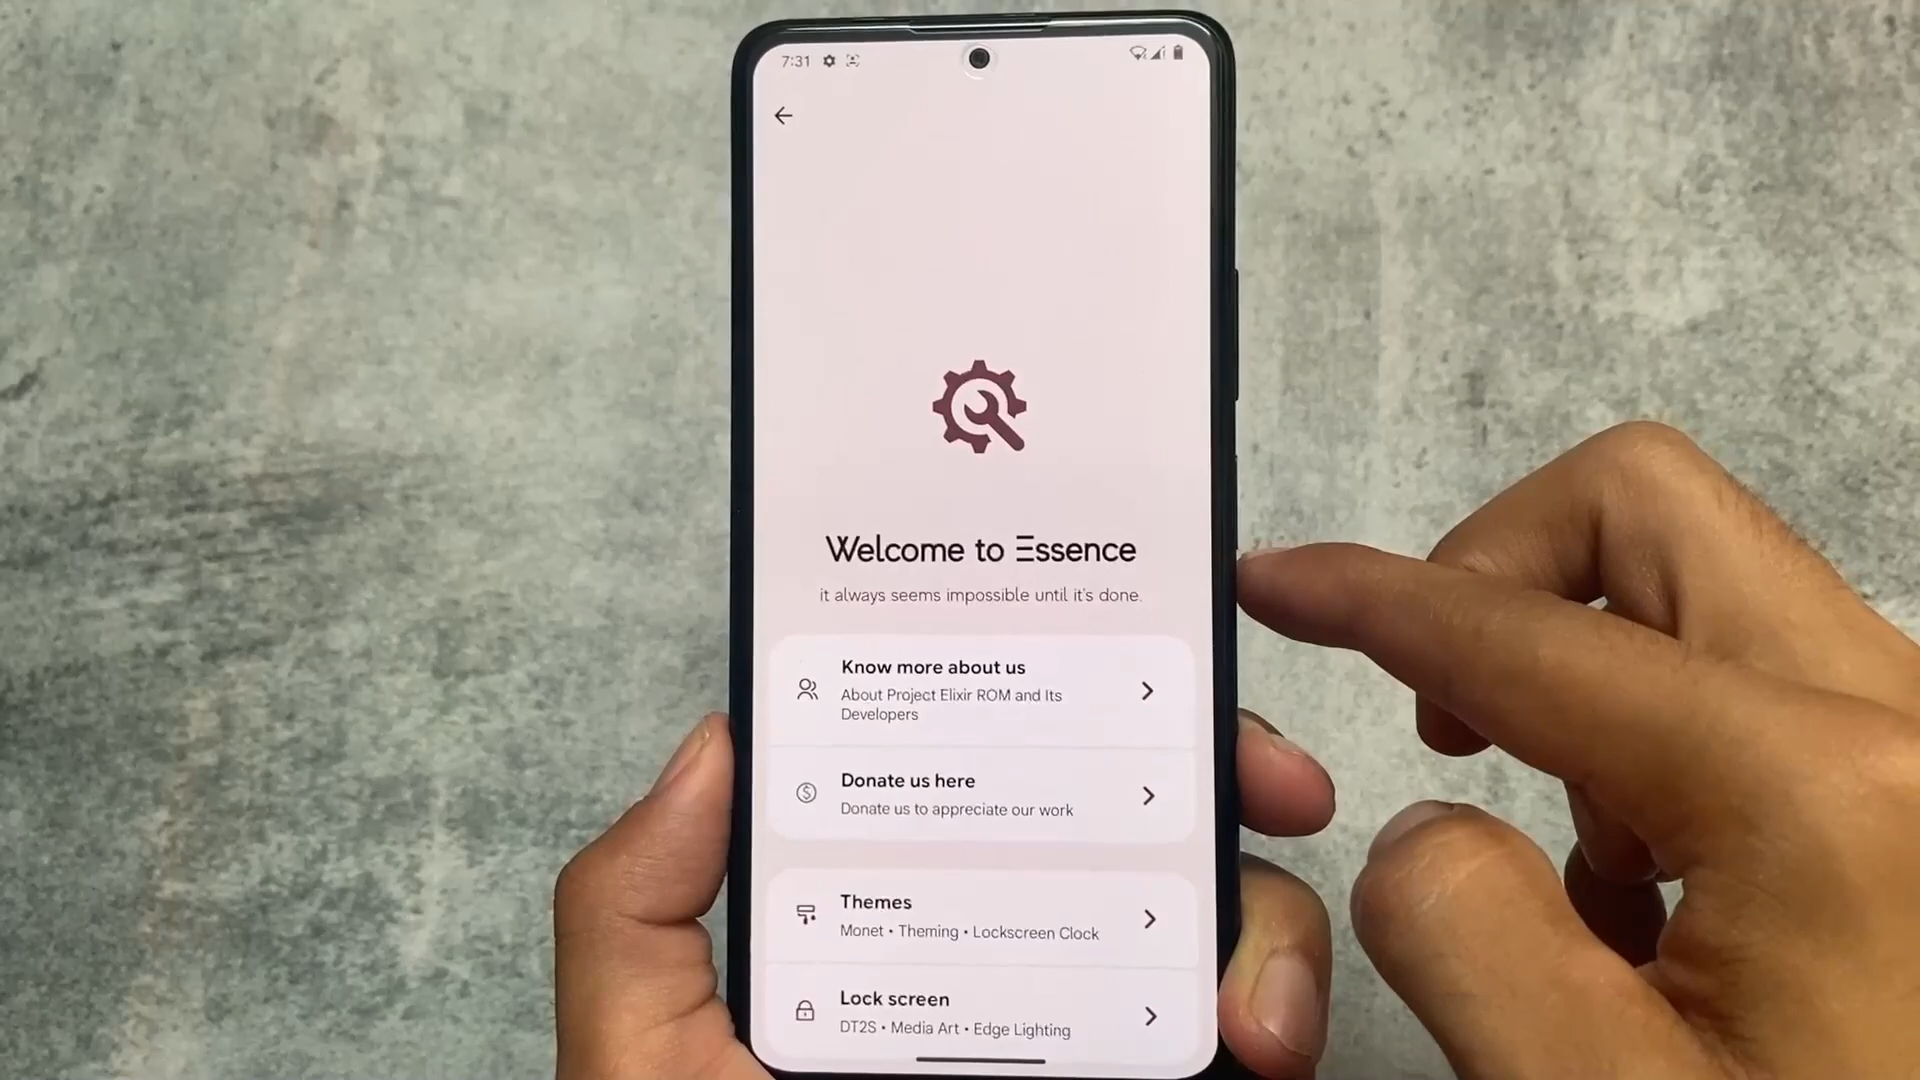 7:31
Welcome to Essence
it always seems impossible until it's done.
Know more about us
About Project Elixir ROM and Its
Developers
Donate us here
Donate us to appreciate our work
Themes
Monet • Theming • Lockscreen Clock
Lock screen
DT2S • Media Art • Edge Lighting